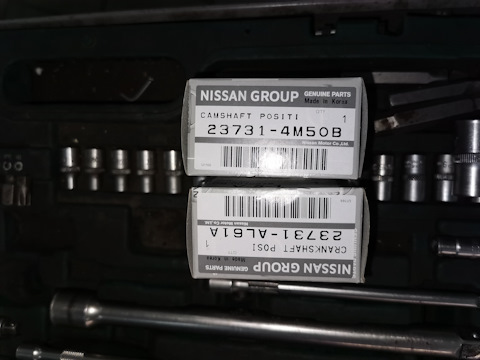 NISSAN GROUP GENUINE PARTS
Made in Korea
CAMSHAFT POSITI 1
23731-4M50B
Nissan Motor Co.,Ltd.
NISSAN GROUP GENUINE PARTS
Made in Korea
CRANKSHAFT POSI 1
23731-AL61A
Nissan Motor Co.,Ltd.